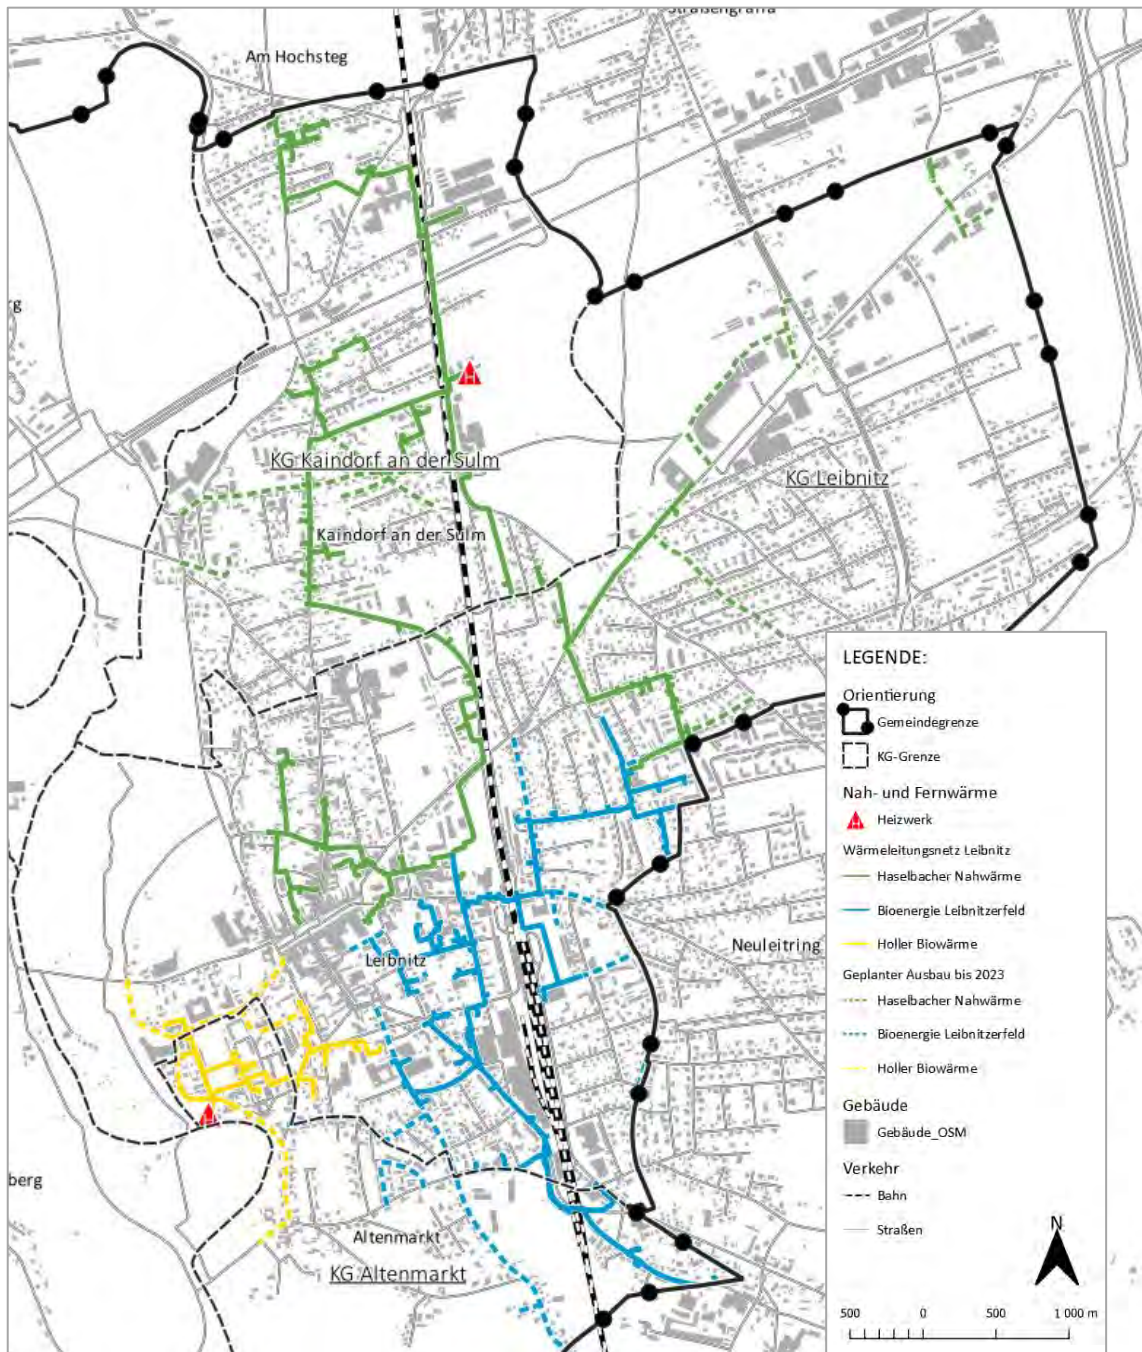 Straßengralla
Am Hochsteg
KG Kaindorf an der Sulm
KG Leibnitz
Kaindorf an der Sulm
Neuleitring
Leibnitz
berg
Altenmarkt
KG Altenmarkt
LEGENDE:
Orientierung
Gemeindegrenze
KG-Grenze
Nah- und Fernwärme
H Heizwerk
Wärmeleitungsnetz Leibnitz
Haselbacher Nahwärme
Bioenergie Leibnitzerfeld
Holler Biowärme
Geplanter Ausbau bis 2023
Haselbacher Nahwärme
Bioenergie Leibnitzerfeld
Holler Biowärme
Gebäude
Gebäude_OSM
Verkehr
Bahn
Straßen
N
500 0 500 1 000 m